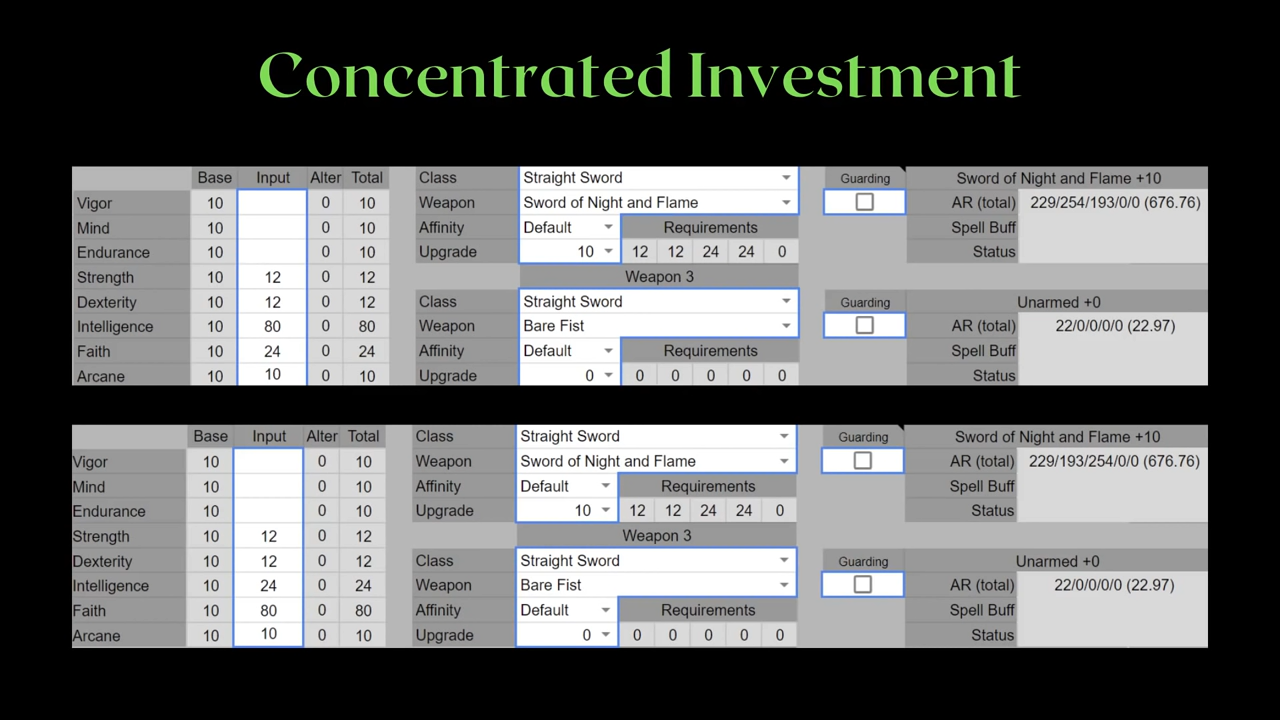 Concentrated Investment
Base Input Alter Total Class Straight Sword Guarding Sword of Night and Flame +10
Vigor 10 0 10 Weapon Sword of Night and Flame AR (total) 229/254/193/0/0 (676.76)
Mind 10 0 10 Affinity Default Requirements Spell Buff
Endurance 10 0 10 Upgrade 10 12 12 24 24 0 Status
Strength 10 12 0 12 Weapon 3
Dexterity 10 12 0 12 Class Straight Sword Guarding Unarmed +0
Intelligence 10 80 0 80 Weapon Bare Fist AR (total) 22/0/0/0/0 (22.97)
Faith 10 24 0 24 Affinity Default Requirements Spell Buff
Arcane 10 10 0 10 Upgrade 0 0 0 0 0 0 Status
Base Input Alter Total Class Straight Sword Guarding Sword of Night and Flame +10
Vigor 10 0 10 Weapon Sword of Night and Flame AR (total) 229/193/254/0/0 (676.76)
Mind 10 0 10 Affinity Default Requirements Spell Buff
Endurance 10 0 10 Upgrade 10 12 12 24 24 0 Status
Strength 10 12 0 12 Weapon 3
Dexterity 10 12 0 12 Class Straight Sword Guarding Unarmed +0
Intelligence 10 24 0 24 Weapon Bare Fist AR (total) 22/0/0/0/0 (22.97)
Faith 10 80 0 80 Affinity Default Requirements Spell Buff
Arcane 10 10 0 10 Upgrade 0 0 0 0 0 0 Status